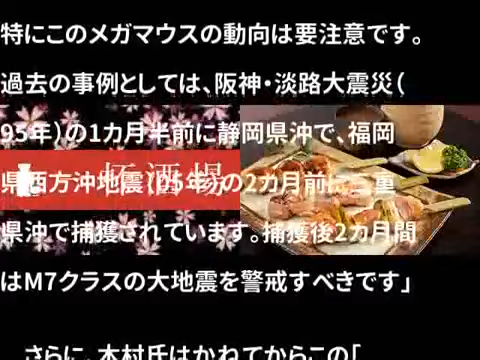 特にこのメガマウスの動向は要注意です。
過去の事例としては、阪神・淡路大震災(
95年)の1カ月半前に静岡県沖で、福岡
県西方沖地震(05年)の2カ月前に三重
県沖で捕獲されています。捕獲後2カ月間
はM7クラスの大地震を警戒すべきです」
さらに、木村氏はかねてからこの「